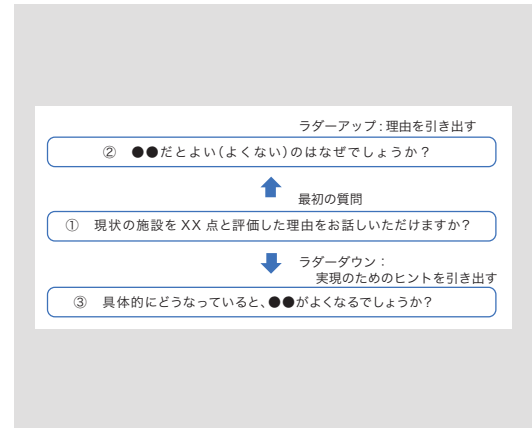 ラダーアップ：理由を引き出す
② ●●だとよい（よくない）のはなぜでしょうか？
最初の質問
① 現状の施設をXX点と評価した理由をお話しいただけますか？
ラダーダウン：
実現のためのヒントを引き出す
③ 具体的にどうなっていると、●●がよくなるでしょうか？